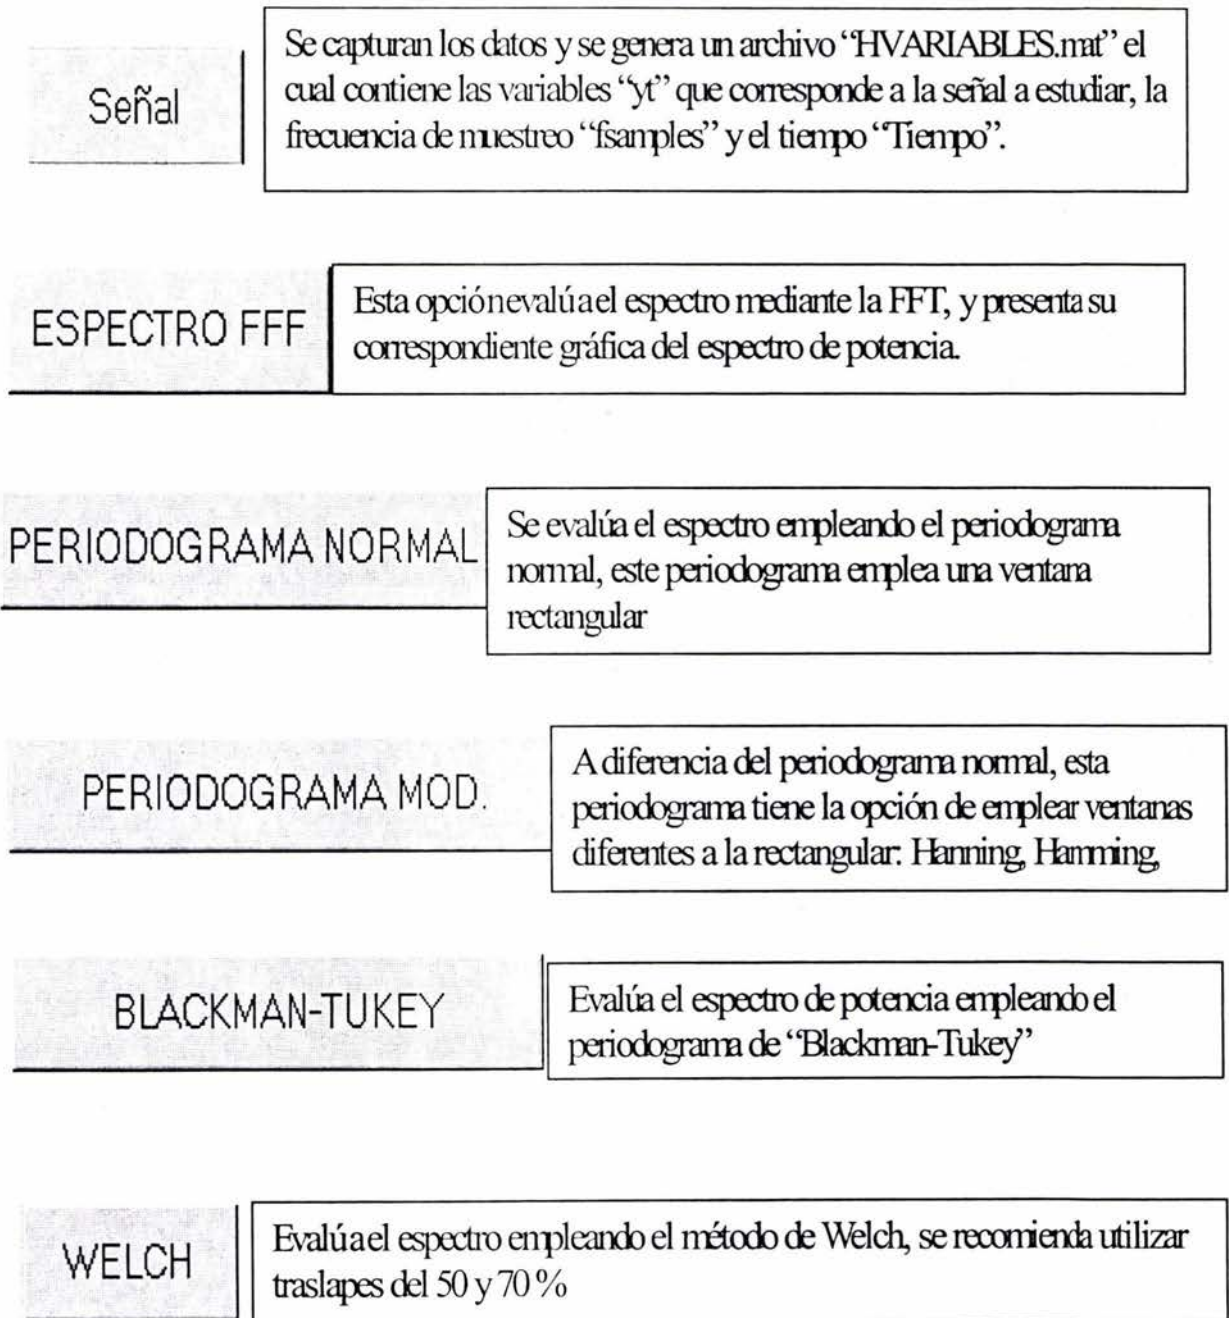 Señal
Se capturan los datos y se genera un archivo “HVARIABLES.mat” el
cual contiene las variables “yt” que corresponde a la señal a estudiar, la
frecuencia de muestreo “fsamples” y el tiempo “Tiempo”.
ESPECTRO FFF
Esta opción evalúa el espectro mediante la FFT, y presenta su
correspondiente gráfica del espectro de potencia.
PERIODOGRAMA NORMAL
Se evalúa el espectro empleando el periodograma
normal, este periodograma emplea una ventana
rectangular
PERIODOGRAMA MOD.
A diferencia del periodograma normal, esta
periodograma tiene la opción de emplear ventanas
diferentes a la rectangular: Hanning, Hamming,
BLACKMAN-TUKEY
Evalúa el espectro de potencia empleando el
periodograma de “Blackman-Tukey”
WELCH
Evalúa el espectro empleando el método de Welch, se recomienda utilizar
traslapes del 50 y 70 %